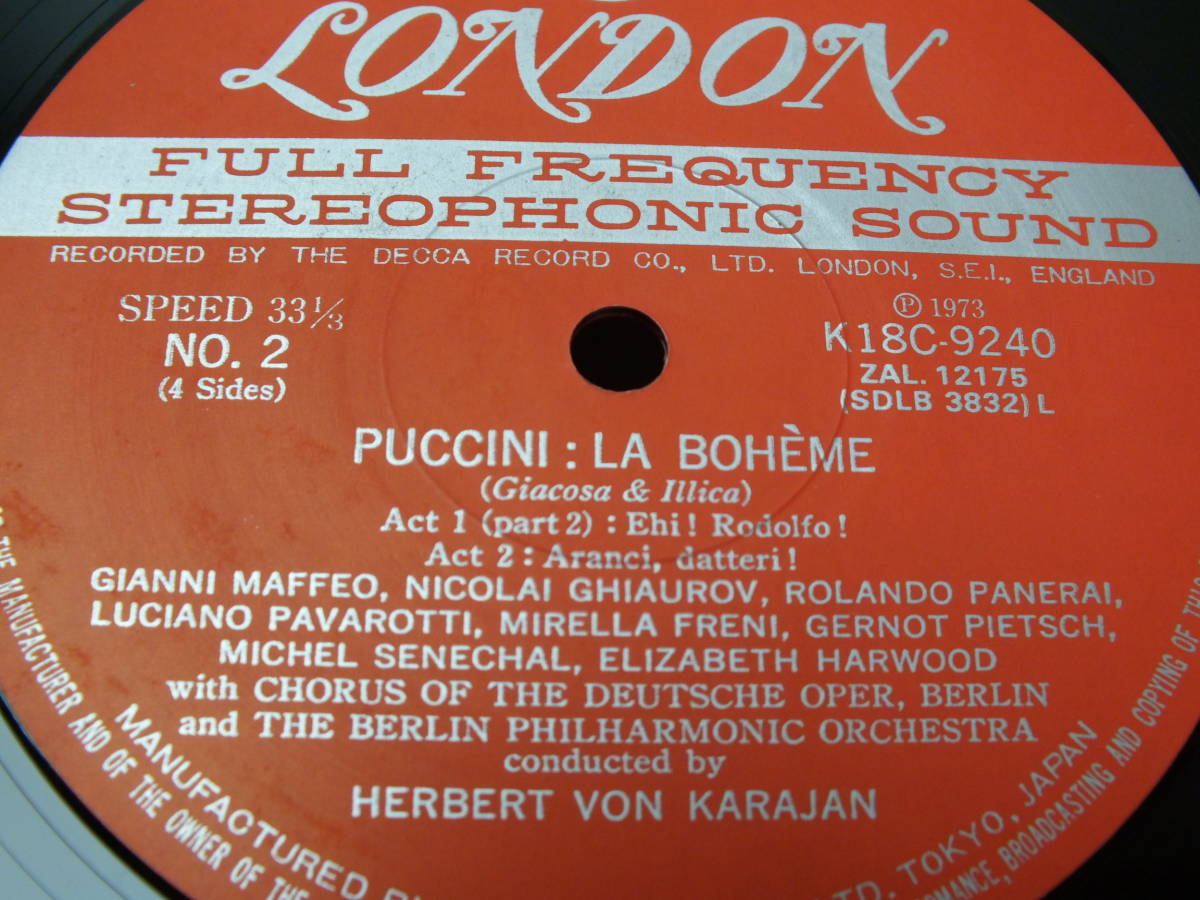 LONDON
FULL FREQUENCY
STEREOPHONIC SOUND
RECORDED BY THE DECCA RECORD CO., LTD. LONDON, S.E.I., ENGLAND
SPEED 33⅓
NO. 2
(4 Sides)
Ⓟ 1973
K18C-9240
ZAL. 12175
(SDLB 3832) L
PUCCINI : LA BOHÈME
(Giacosa & Illica)
Act 1 (part 2) : Ehi! Rodolfo!
Act 2 : Aranci, datteri!
GIANNI MAFFEO, NICOLAI GHIAUROV, ROLANDO PANERAI,
LUCIANO PAVAROTTI, MIRELLA FRENI, GERNOT PIETSCH,
MICHEL SENECHAL, ELIZABETH HARWOOD
with CHORUS OF THE DEUTSCHE OPER, BERLIN
and THE BERLIN PHILHARMONIC ORCHESTRA
conducted by
HERBERT VON KARAJAN
MANUFACTURED TOKYO, JAPAN
THE MANUFACTURER AND OF THE OWNER OF THE BROADCASTING AND COPYING OF